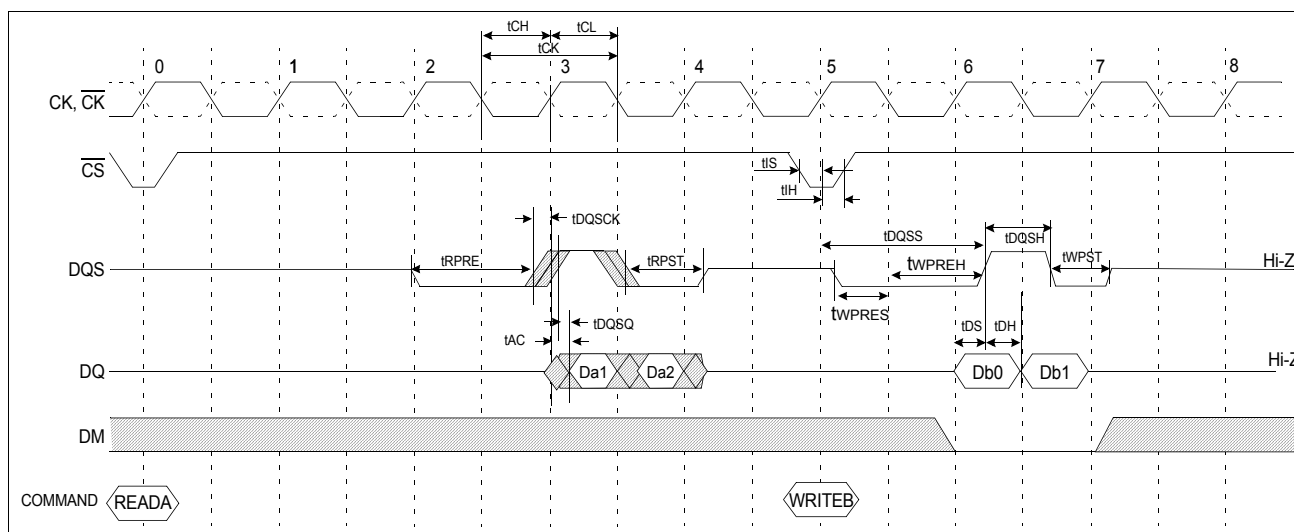 tCH tCL
tCK
0 1 2 3 4 5 6 7 8
CK, CK
CS
tIS
tIH
tDQSCK
tDQSS
tDQSH
DQS
tRPRE
tRPST
tWPREH
tWPST
Hi-Z
tWPRES
tDQSQ
tAC
tDS tDH
DQ
Da1 Da2
Db0 Db1
Hi-Z
DM
COMMAND READA WRITEB